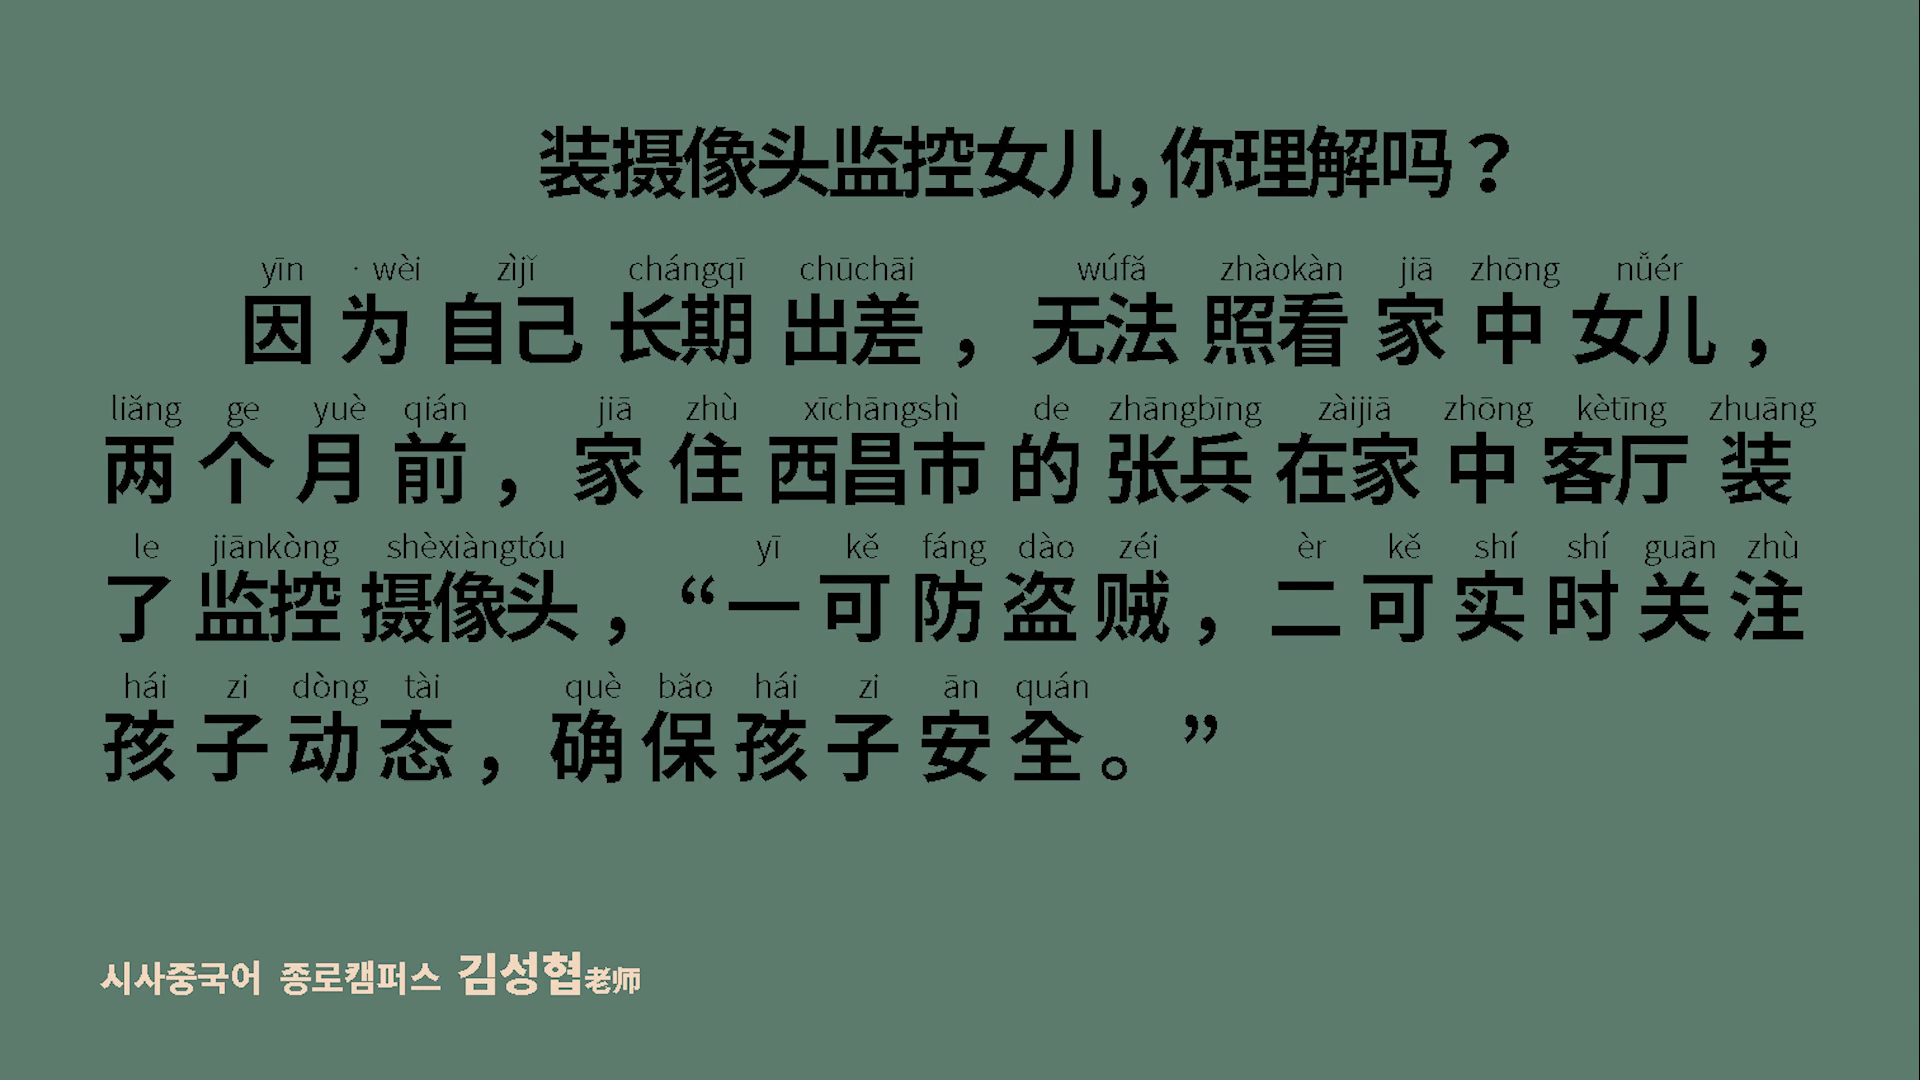 装摄像头监控女儿,你理解吗？
yīn · wèi zìjǐ chángqī chūchāi wúfǎ zhàokàn jiā zhōng nǚér
因为自己长期出差，无法照看家中女儿，
liǎng ge yuè qián jiā zhù xīchāngshì de zhāngbīng zàijiā zhōng kètīng zhuāng
两个月前，家住西昌市的张兵在家中客厅装
le jiānkòng shèxiàngtóu yī kě fáng dào zéi èr kě shí shí guān zhù
了监控摄像头，“一可防盗贼，二可实时关注
hái zi dòng tài què bǎo hái zi ān quán
孩子动态，确保孩子安全。”
시사중국어 종로캠퍼스 김성협老师